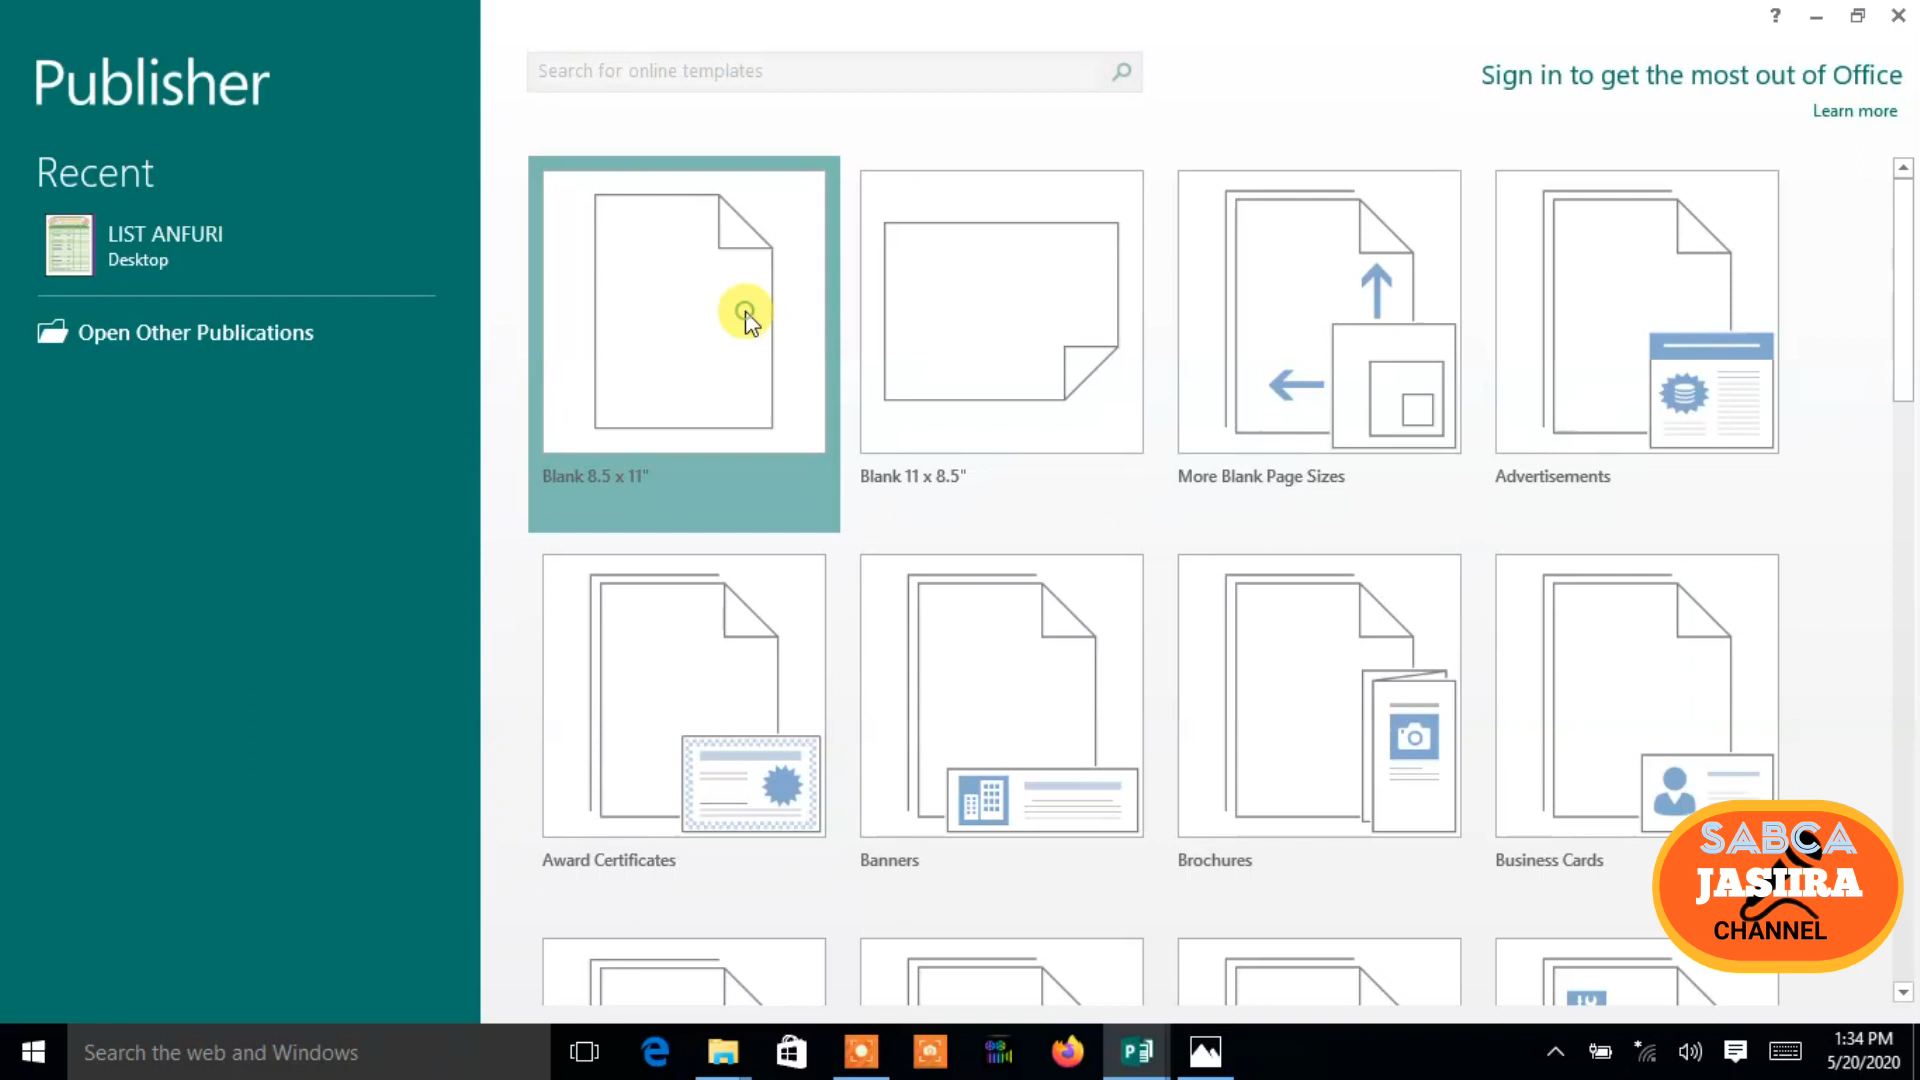 ?
Publisher
Search for online templates
Sign in to get the most out of Office
Learn more
Recent
LIST ANFURI
Desktop
Open Other Publications
Blank 8.5 x 11"
Blank 11 x 8.5"
More Blank Page Sizes
Advertisements
Award Certificates
Banners
Brochures
Business Cards
SABCA
JASIIRA
CHANNEL
Search the web and Windows
1:34 PM
5/20/2020